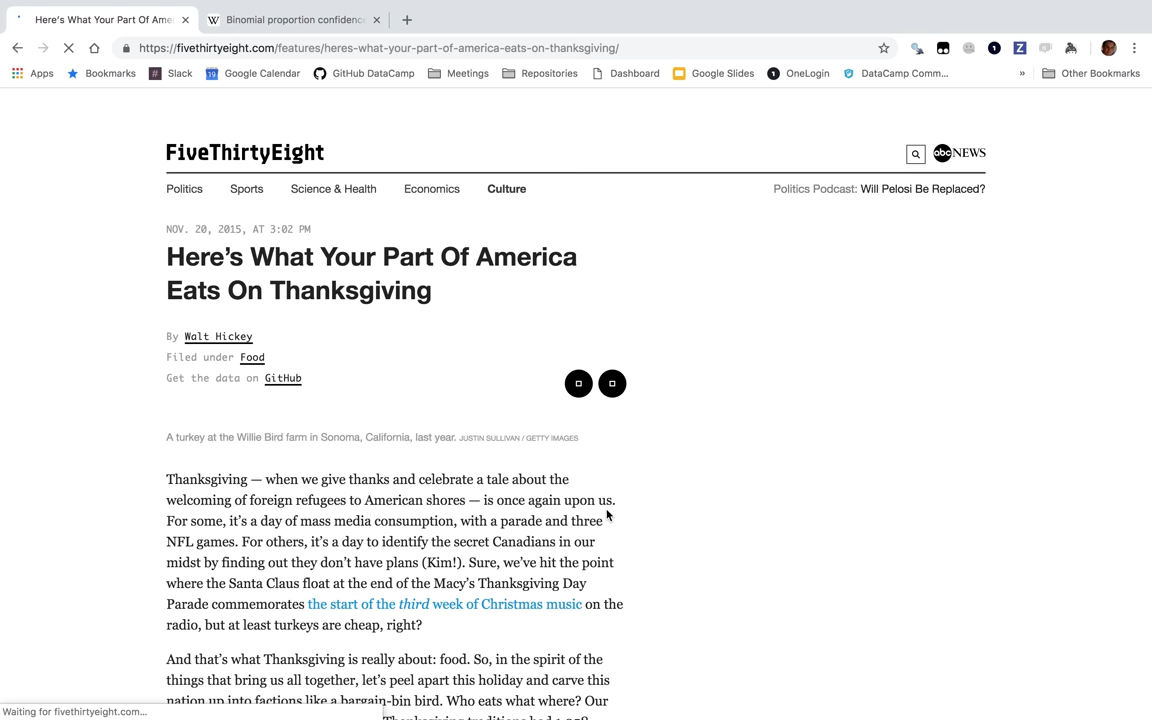 Here's What Your Part Of Ame
Binomial proportion confidence
https://fivethirtyeight.com/features/heres-what-your-part-of-america-eats-on-thanksgiving/
Apps Bookmarks Slack Google Calendar GitHub DataCamp Meetings Repositories Dashboard Google Slides OneLogin DataCamp Comm... » Other Bookmarks
FiveThirtyEight
abc NEWS
Politics Sports Science & Health Economics Culture
Politics Podcast: Will Pelosi Be Replaced?
NOV. 20, 2015, AT 3:02 PM
Here's What Your Part Of America
Eats On Thanksgiving
By Walt Hickey
Filed under Food
Get the data on GitHub
A turkey at the Willie Bird farm in Sonoma, California, last year. JUSTIN SULLIVAN / GETTY IMAGES
Thanksgiving — when we give thanks and celebrate a tale about the
welcoming of foreign refugees to American shores — is once again upon us.
For some, it's a day of mass media consumption, with a parade and three
NFL games. For others, it's a day to identify the secret Canadians in our
midst by finding out they don't have plans (Kim!). Sure, we've hit the point
where the Santa Claus float at the end of the Macy's Thanksgiving Day
Parade commemorates the start of the third week of Christmas music on the
radio, but at least turkeys are cheap, right?
And that's what Thanksgiving is really about: food. So, in the spirit of the
things that bring us all together, let's peel apart this holiday and carve this
nation up into factions like a bargain-bin bird. Who eats what where? Our
Thanksgiving traditions had 1,058
Waiting for fivethirtyeight.com...